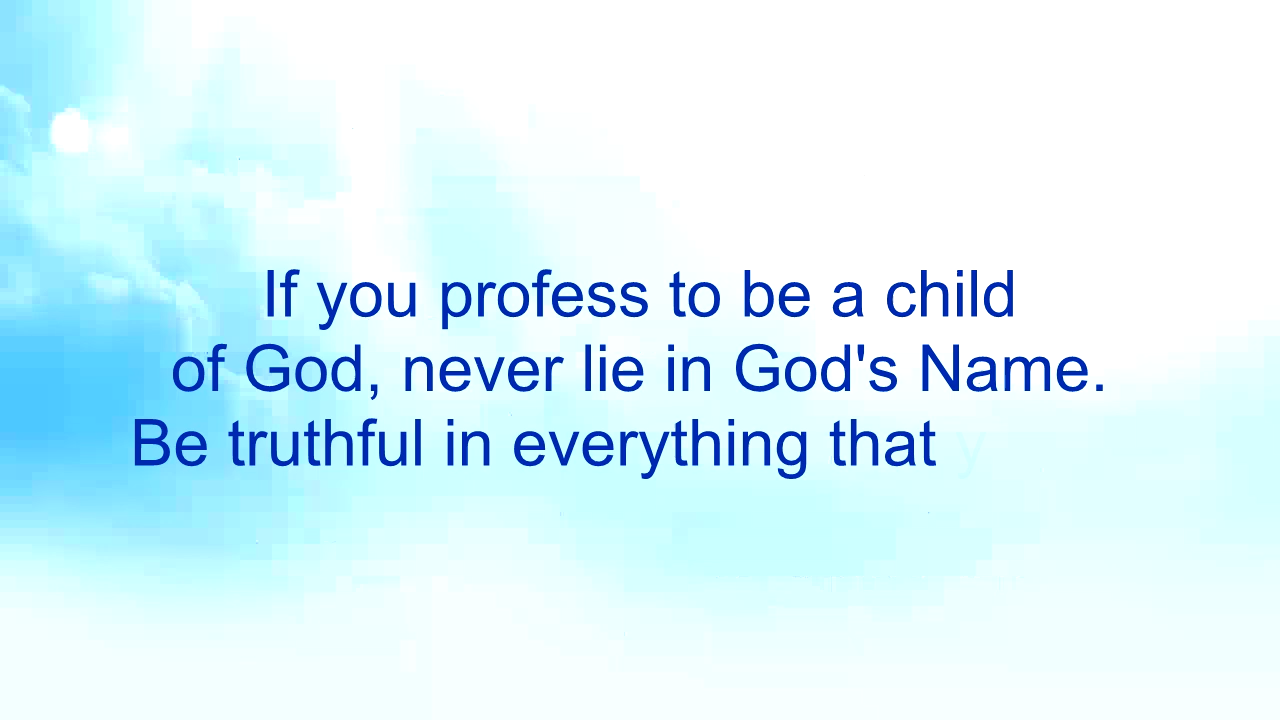 If you profess to be a child
of God, never lie in God's Name.
Be truthful in everything that y